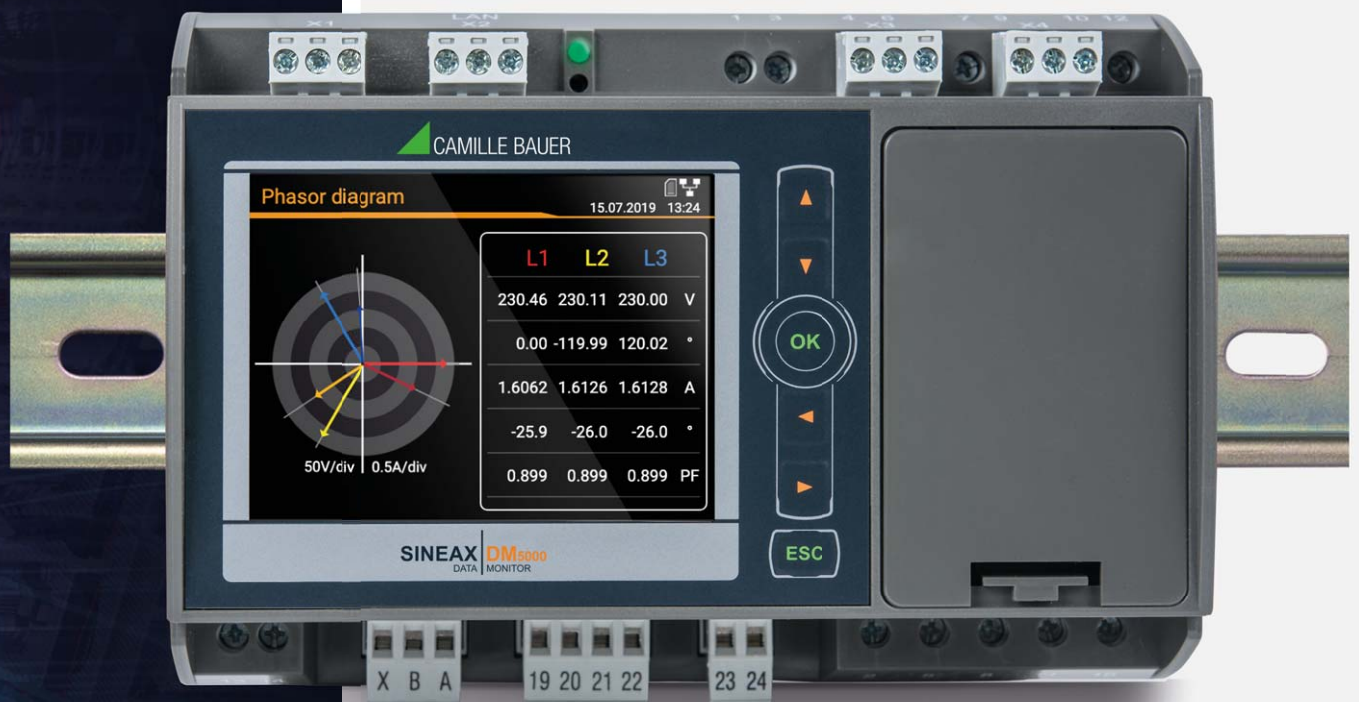 X1
LAN
X2
1 3
4 6
X3
7 9
X4
10 12
CAMILLE BAUER
Phasor diagram
15.07.2019 13:24
L1 L2 L3
230.46 230.11 230.00 V
0.00 -119.99 120.02 °
1.6062 1.6126 1.6128 A
-25.9 -26.0 -26.0 °
0.899 0.899 0.899 PF
50V/div 0.5A/div
OK
ESC
SINEAX DM5000
DATA MONITOR
X B A
19 20 21 22
23 24